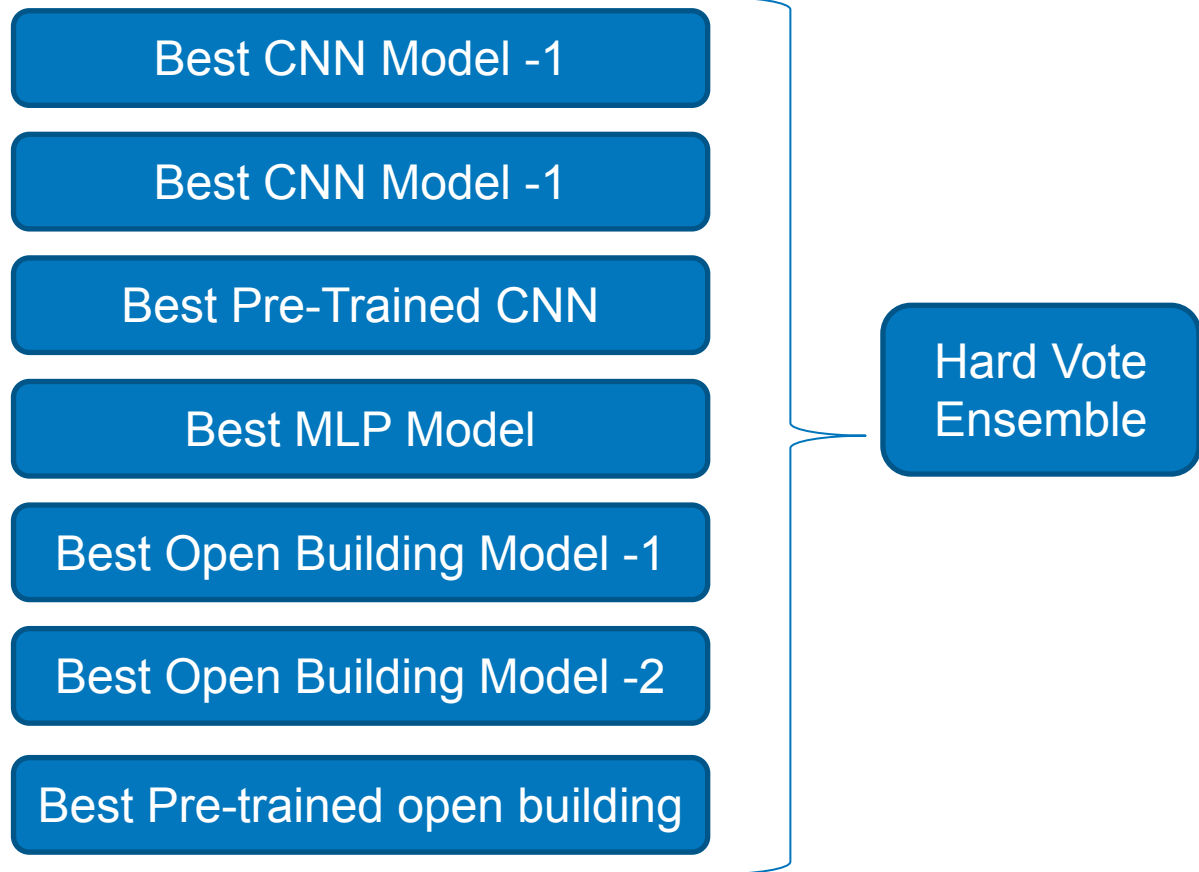 Best CNN Model -1
Best CNN Model -1
Best Pre-Trained CNN
Best MLP Model
Best Open Building Model -1
Best Open Building Model -2
Best Pre-trained open building
Hard Vote
Ensemble